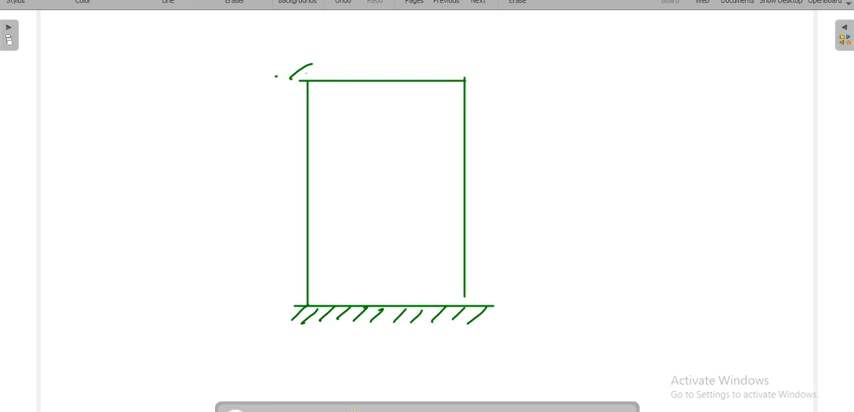 Stylus Color Line Eraser Backgrounds Undo Redo Pages Previous Next Erase Board Web Documents Show Desktop OpenBoard
Activate Windows
Go to Settings to activate Windows.